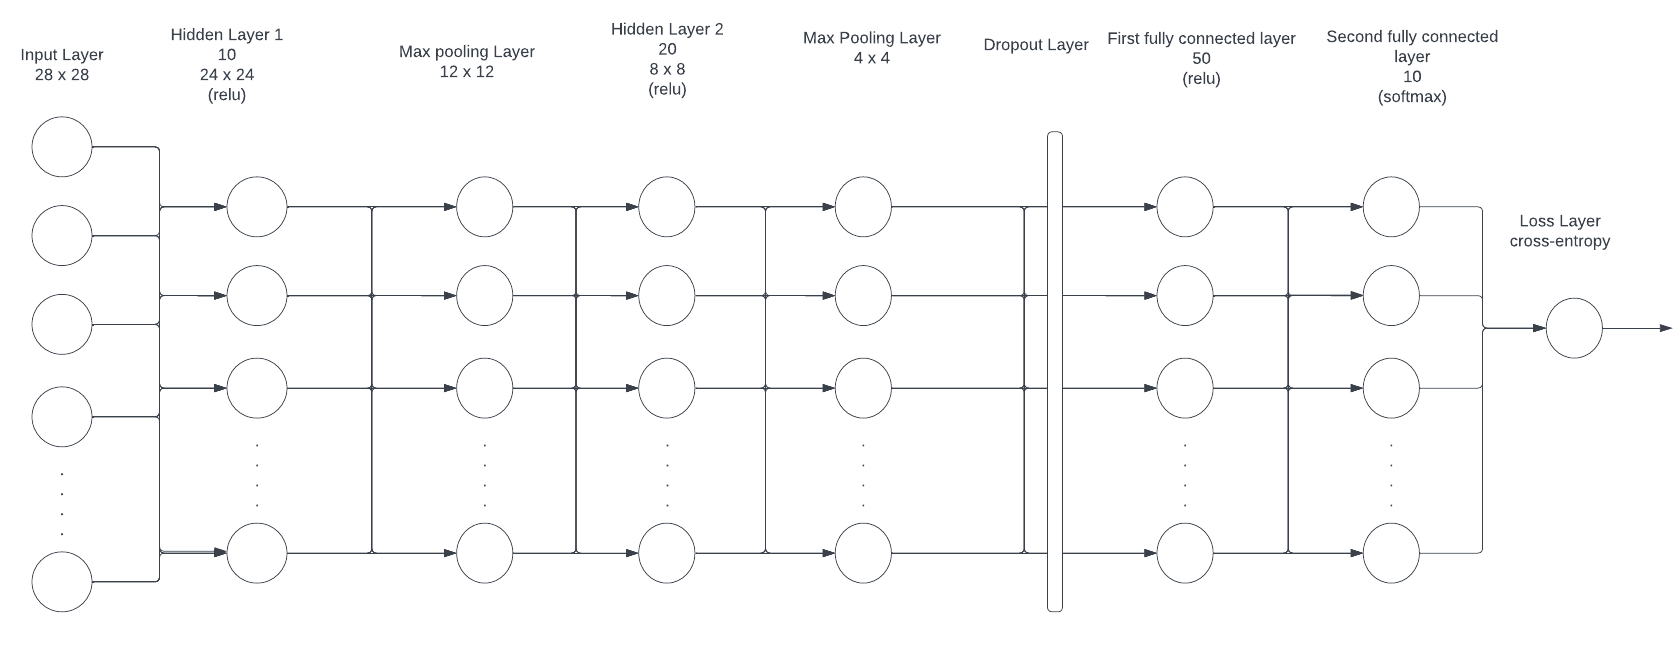 Input Layer
28 x 28
Hidden Layer 1
10
24 x 24
(relu)
Max pooling Layer
12 x 12
Hidden Layer 2
20
8 x 8
(relu)
Max Pooling Layer
4 x 4
Dropout Layer
First fully connected layer
50
(relu)
Second fully connected
layer
10
(softmax)
Loss Layer
cross-entropy